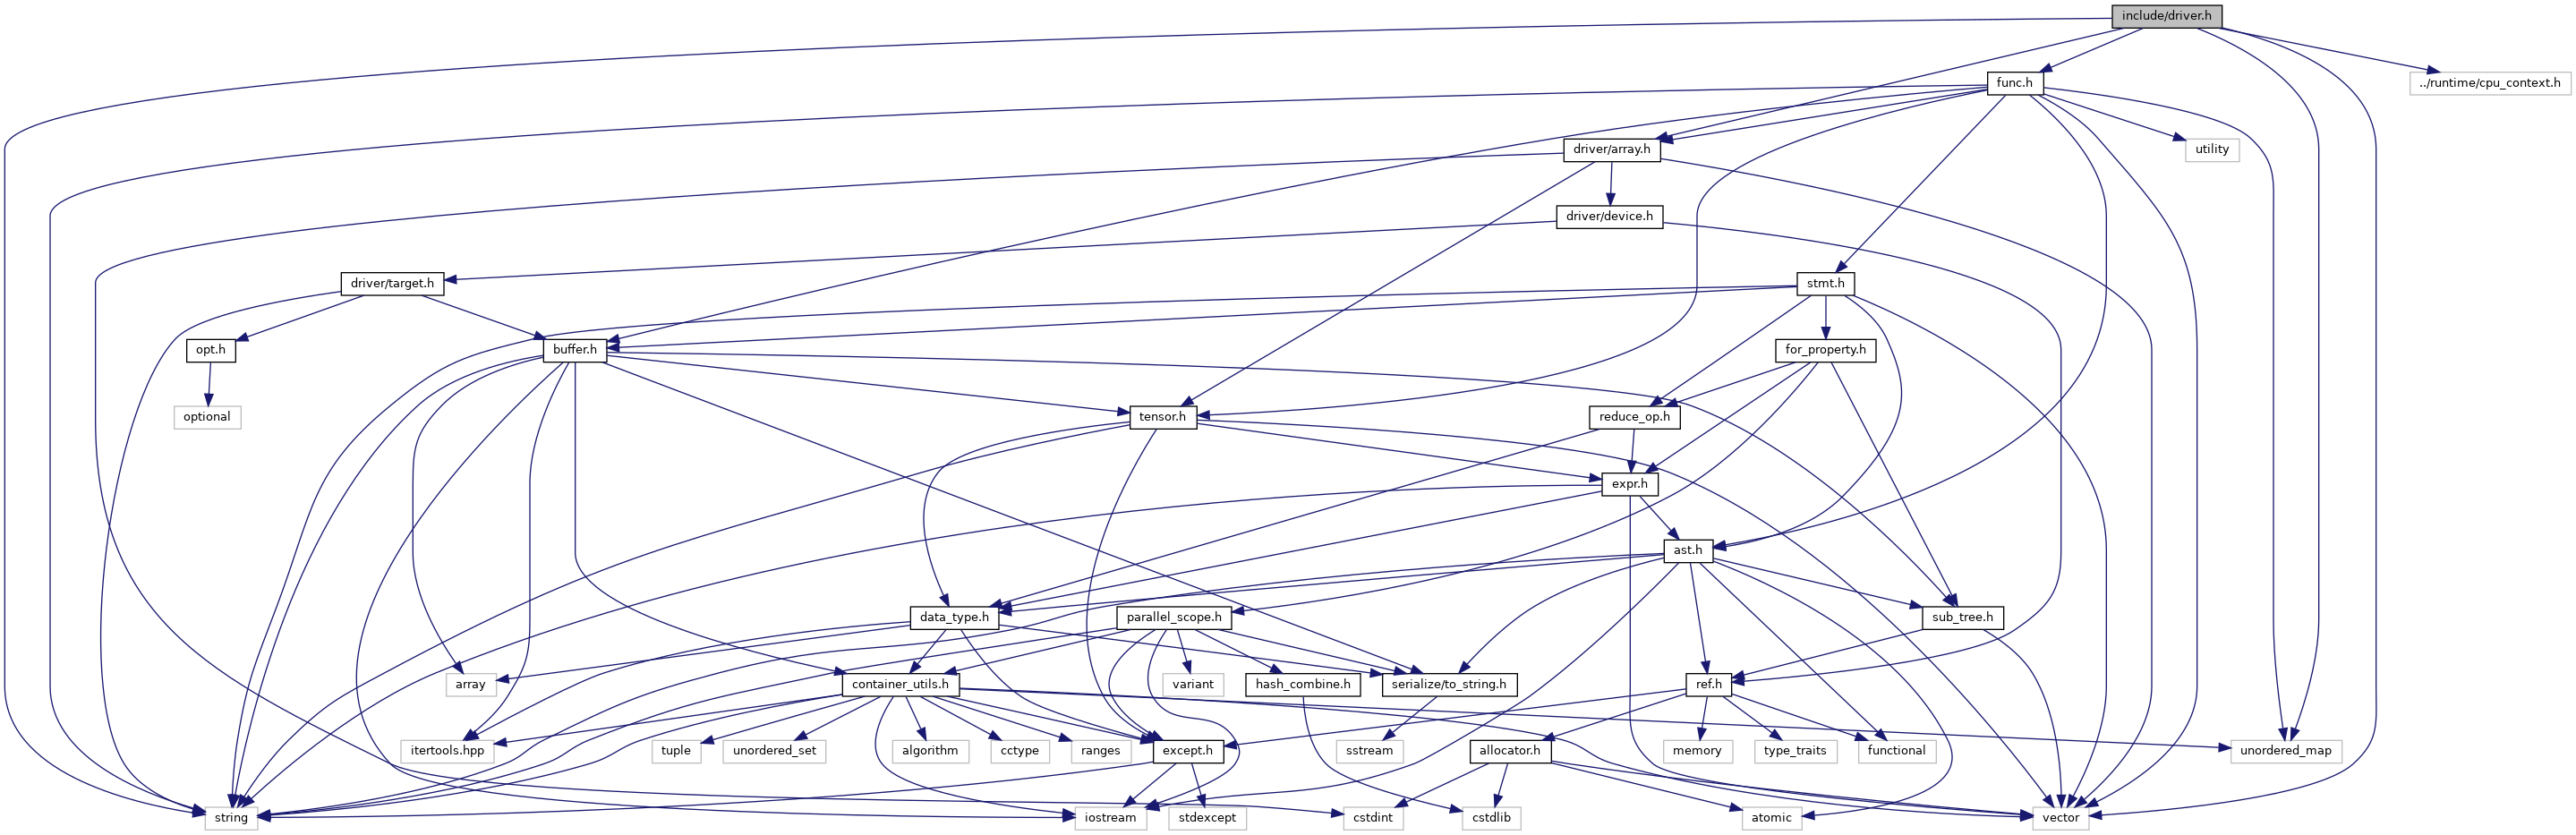 include/driver.h
func.h
../runtime/cpu_context.h
driver/array.h
utility
driver/device.h
driver/target.h
stmt.h
opt.h
buffer.h
for_property.h
optional
tensor.h
reduce_op.h
expr.h
ast.h
data_type.h
parallel_scope.h
sub_tree.h
array
container_utils.h
variant
hash_combine.h
serialize/to_string.h
ref.h
itertools.hpp
tuple
unordered_set
algorithm
cctype
ranges
except.h
sstream
allocator.h
memory
type_traits
functional
unordered_map
string
iostream
stdexcept
cstdint
cstdlib
atomic
vector